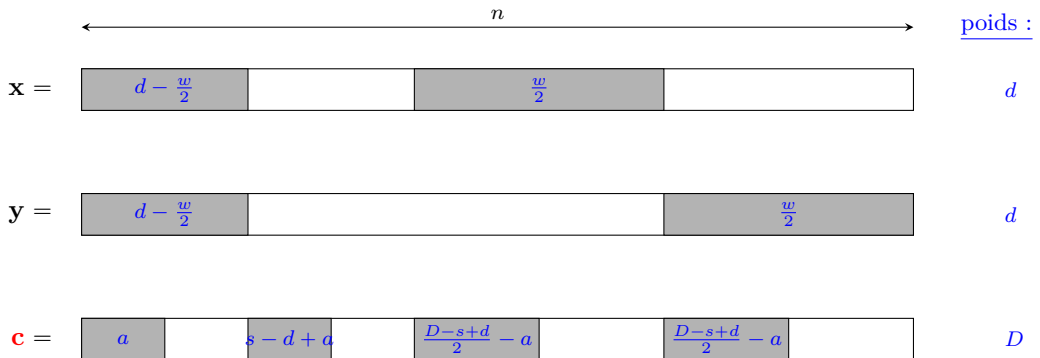 n poids :
x = d − w/2 w/2 d
y = d − w/2 w/2 d
c = a s − d + a (D−s+d)/2 − a (D−s+d)/2 − a D